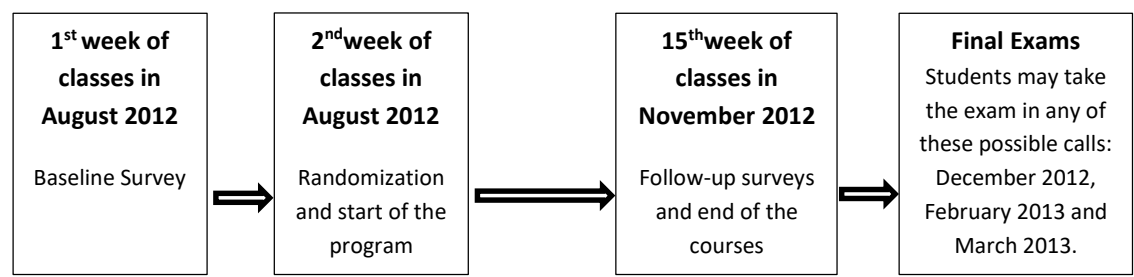 1st week of
classes in
August 2012
Baseline Survey
2nd week of
classes in
August 2012
Randomization
and start of the
program
15th week of
classes in
November 2012
Follow-up surveys
and end of the
courses
Final Exams
Students may take
the exam in any of
these possible calls:
December 2012,
February 2013 and
March 2013.